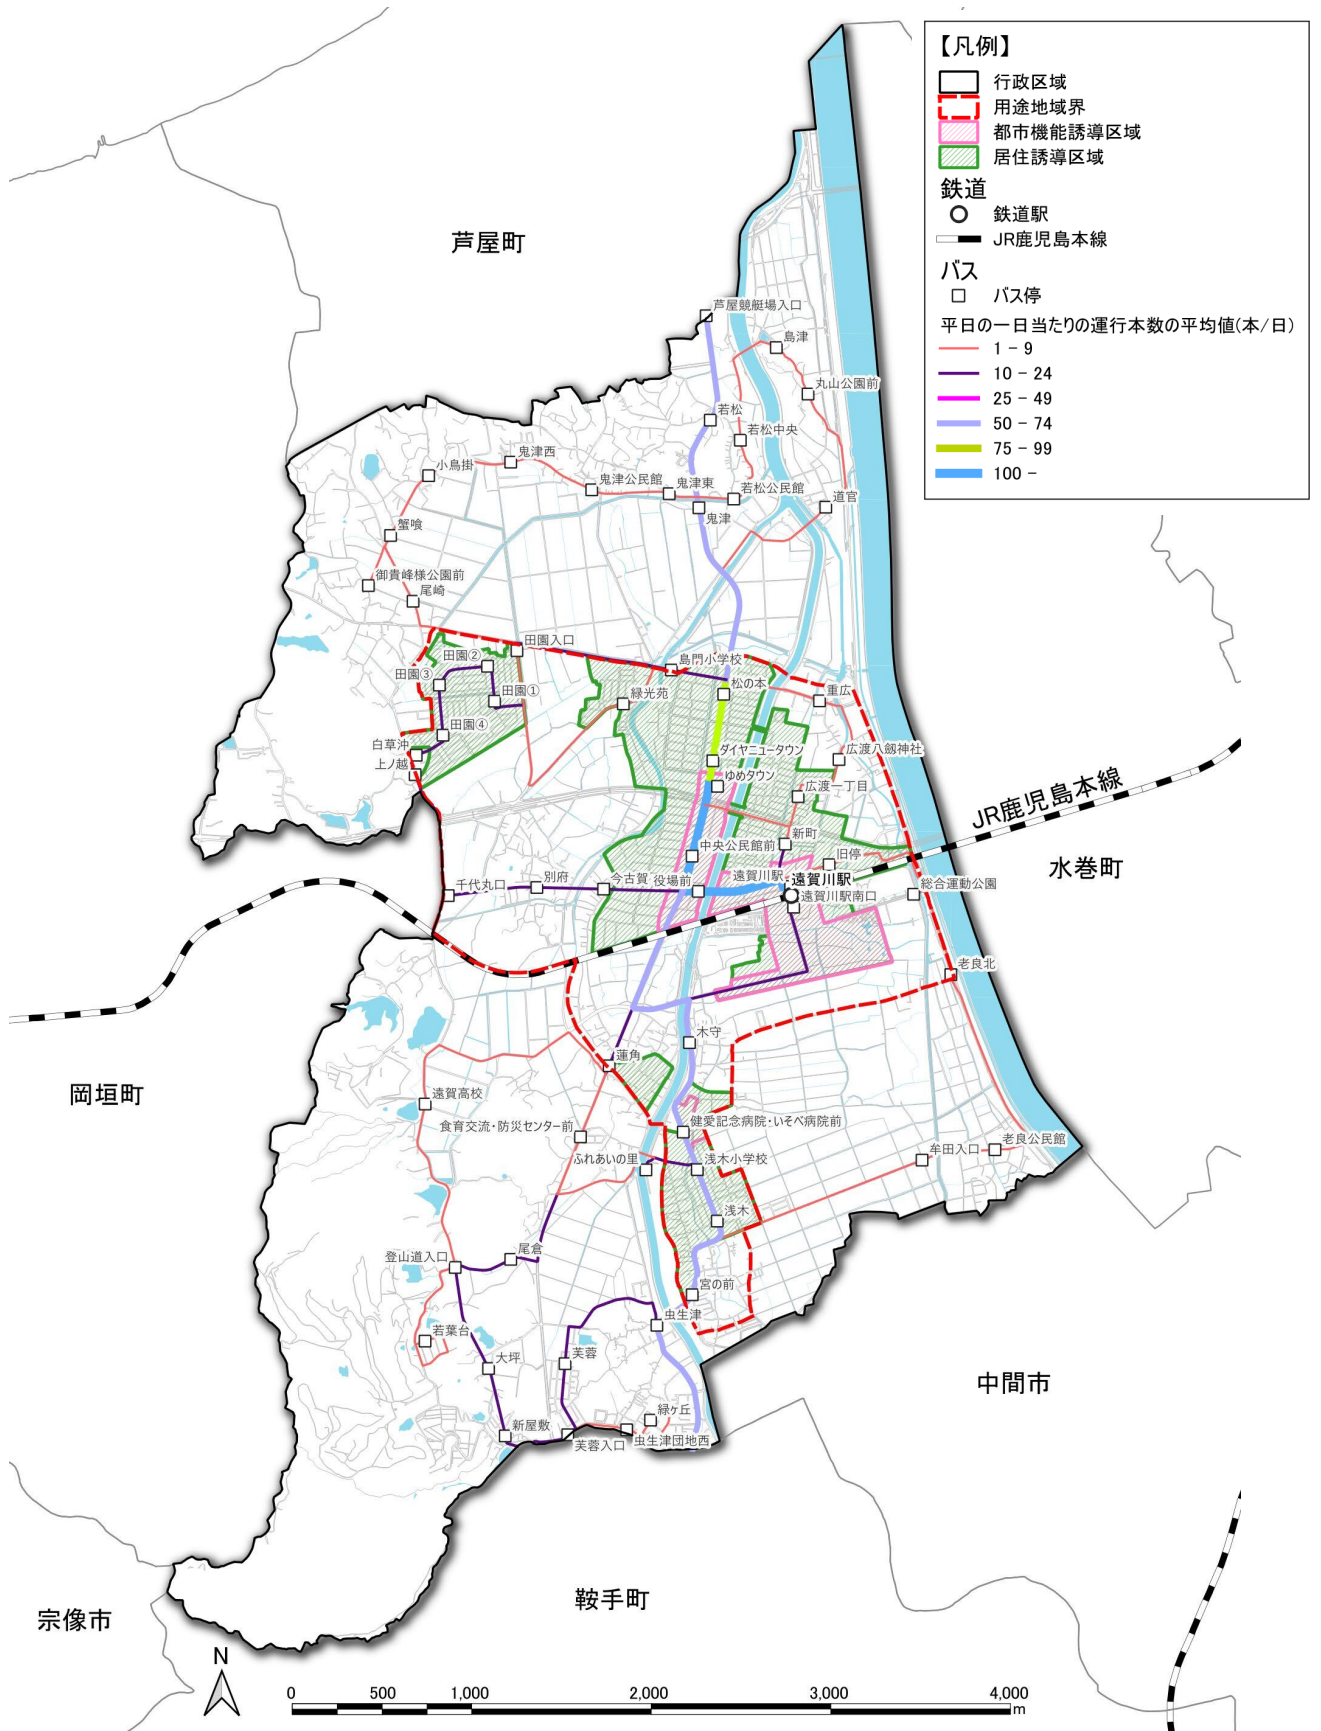 【凡例】
行政区域
用途地域界
都市機能誘導区域
居住誘導区域
鉄道
鉄道駅
JR鹿児島本線
バス
バス停
平日の一日当たりの運行本数の平均値(本/日)
1 - 9
10 - 24
25 - 49
50 - 74
75 - 99
100 -
芦屋町
芦屋競艇場入口
島津
丸山公園前
若松
若松中央
鬼津西
小鳥掛
鬼津公民館
鬼津東
若松公民館
道官
鬼津
蟹喰
御貴峰様公園前
尾崎
田園入口
田園②
島門小学校
田園③
田園①
緑光苑
松の本
重広
田園④
白草沖
上ノ越
ダイヤニュータウン
広渡八剱神社
ゆめタウン
広渡一丁目
JR鹿児島本線
新町
中央公民館前
旧停
水巻町
千代丸口
別府
今古賀
役場前
遠賀川駅
遠賀川駅
遠賀川駅南口
総合運動公園
老良北
木守
蓮角
岡垣町
遠賀高校
食育交流・防災センター前
健愛記念病院・いそべ病院前
ふれあいの里
浅木小学校
牟田入口
老良公民館
浅木
尾倉
登山道入口
宮の前
虫生津
若葉台
芙蓉
大坪
中間市
緑ヶ丘
新屋敷
芙蓉入口
虫生津団地西
鞍手町
宗像市
N
0
500
1,000
2,000
3,000
4,000
m